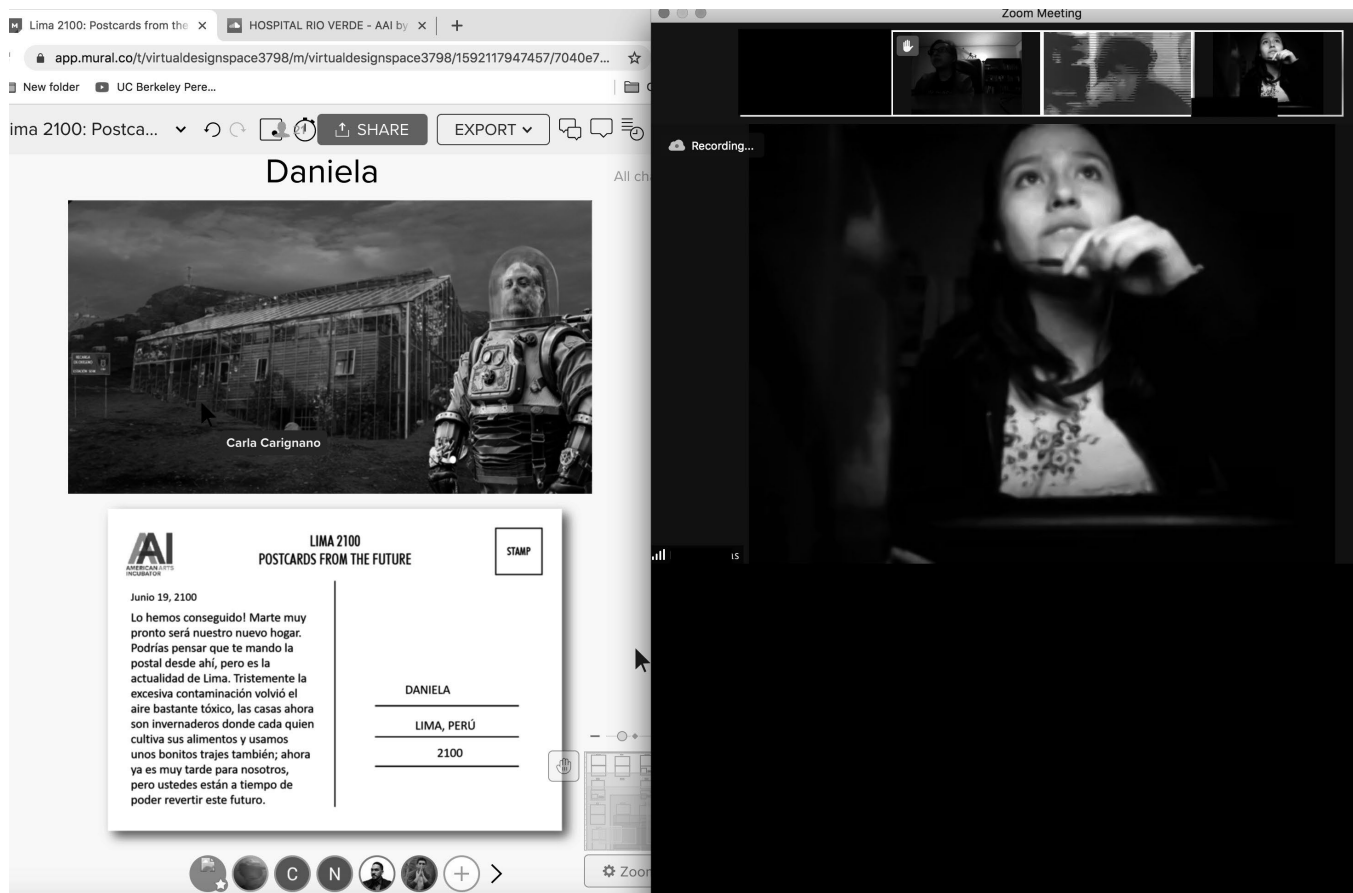 Lima 2100: Postcards from the
HOSPITAL RIO VERDE - AAI by
app.mural.co/t/virtualdesignspace3798/m/virtualdesignspace3798/1592117947457/7040e7...
New folder
UC Berkeley Pere...
ima 2100: Postca...
SHARE
EXPORT
Daniela
All ch
Carla Carignano
AAI
AMERICAN ARTS
INCUBATOR
LIMA 2100
POSTCARDS FROM THE FUTURE
STAMP
Junio 19, 2100
Lo hemos conseguido! Marte muy
pronto será nuestro nuevo hogar.
Podrías pensar que te mando la
postal desde ahí, pero es la
actualidad de Lima. Tristemente la
excesiva contaminación volvió el
aire bastante tóxico, las casas ahora
son invernaderos donde cada quien
cultiva sus alimentos y usamos
unos bonitos trajes también; ahora
ya es muy tarde para nosotros,
pero ustedes están a tiempo de
poder revertir este futuro.
DANIELA
LIMA, PERÚ
2100
C
N
Zoo
Zoom Meeting
Recording...